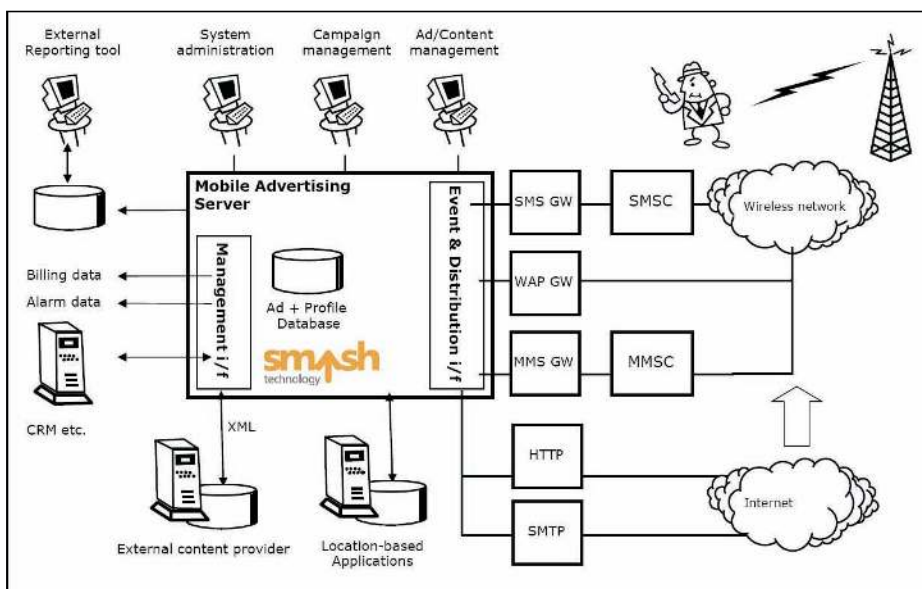 External
Reporting tool
System
administration
Campaign
management
Ad/Content
management
Mobile Advertising
Server
Management i/f
Ad + Profile
Database
smash
technology
Event & Distribution i/f
SMS GW
SMSC
Wireless network
WAP GW
MMS GW
MMSC
Billing data
Alarm data
CRM etc.
XML
External content provider
Location-based
Applications
HTTP
SMTP
Internet